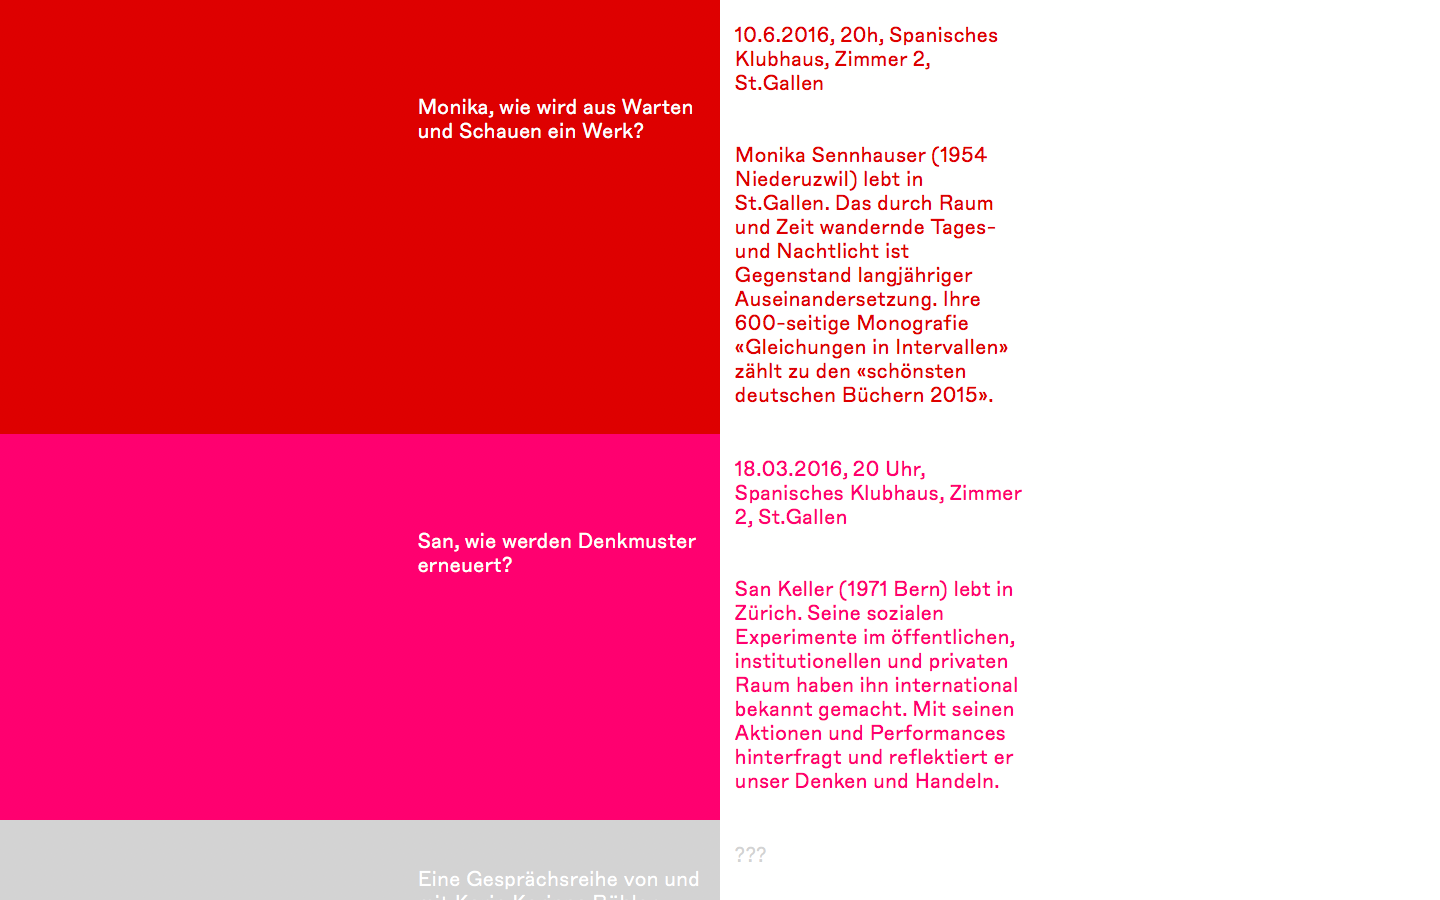 Monika, wie wird aus Warten
und Schauen ein Werk?
10.6.2016, 20h, Spanisches
Klubhaus, Zimmer 2,
St.Gallen
Monika Sennhauser (1954
Niederuzwil) lebt in
St.Gallen. Das durch Raum
und Zeit wandernde Tages-
und Nachtlicht ist
Gegenstand langjähriger
Auseinandersetzung. Ihre
600-seitige Monografie
«Gleichungen in Intervallen»
zählt zu den «schönsten
deutschen Büchern 2015».
San, wie werden Denkmuster
erneuert?
18.03.2016, 20 Uhr,
Spanisches Klubhaus, Zimmer
2, St.Gallen
San Keller (1971 Bern) lebt in
Zürich. Seine sozialen
Experimente im öffentlichen,
institutionellen und privaten
Raum haben ihn international
bekannt gemacht. Mit seinen
Aktionen und Performances
hinterfragt und reflektiert er
unser Denken und Handeln.
Eine Gesprächsreihe von und
???